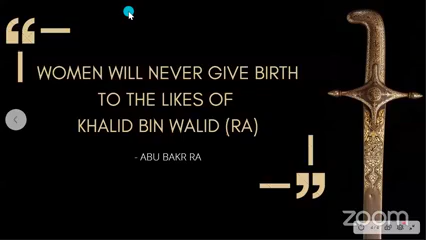 WOMEN WILL NEVER GIVE BIRTH
TO THE LIKES OF
KHALID BIN WALID (RA)
- ABU BAKR RA
zoom